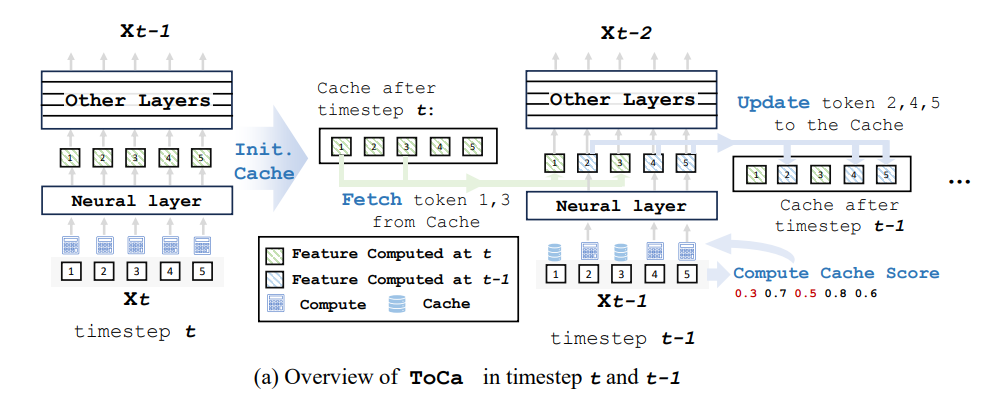 Xt-1
Other Layers
1 2 3 4 5
Neural layer
1 2 3 4 5
Xt
timestep t
Init.
Cache
Cache after
timestep t:
1 2 3 4 5
Fetch token 1,3
from Cache
Feature Computed at t
Feature Computed at t-1
Compute
Cache
Xt-2
Other Layers
1 2 3 4 5
Neural layer
1 2 3 4 5
Xt-1
timestep t-1
Update token 2,4,5
to the Cache
1 2 3 4 5
Cache after
timestep t-1
...
Compute Cache Score
0.3 0.7 0.5 0.8 0.6
(a) Overview of ToCa in timestep t and t-1